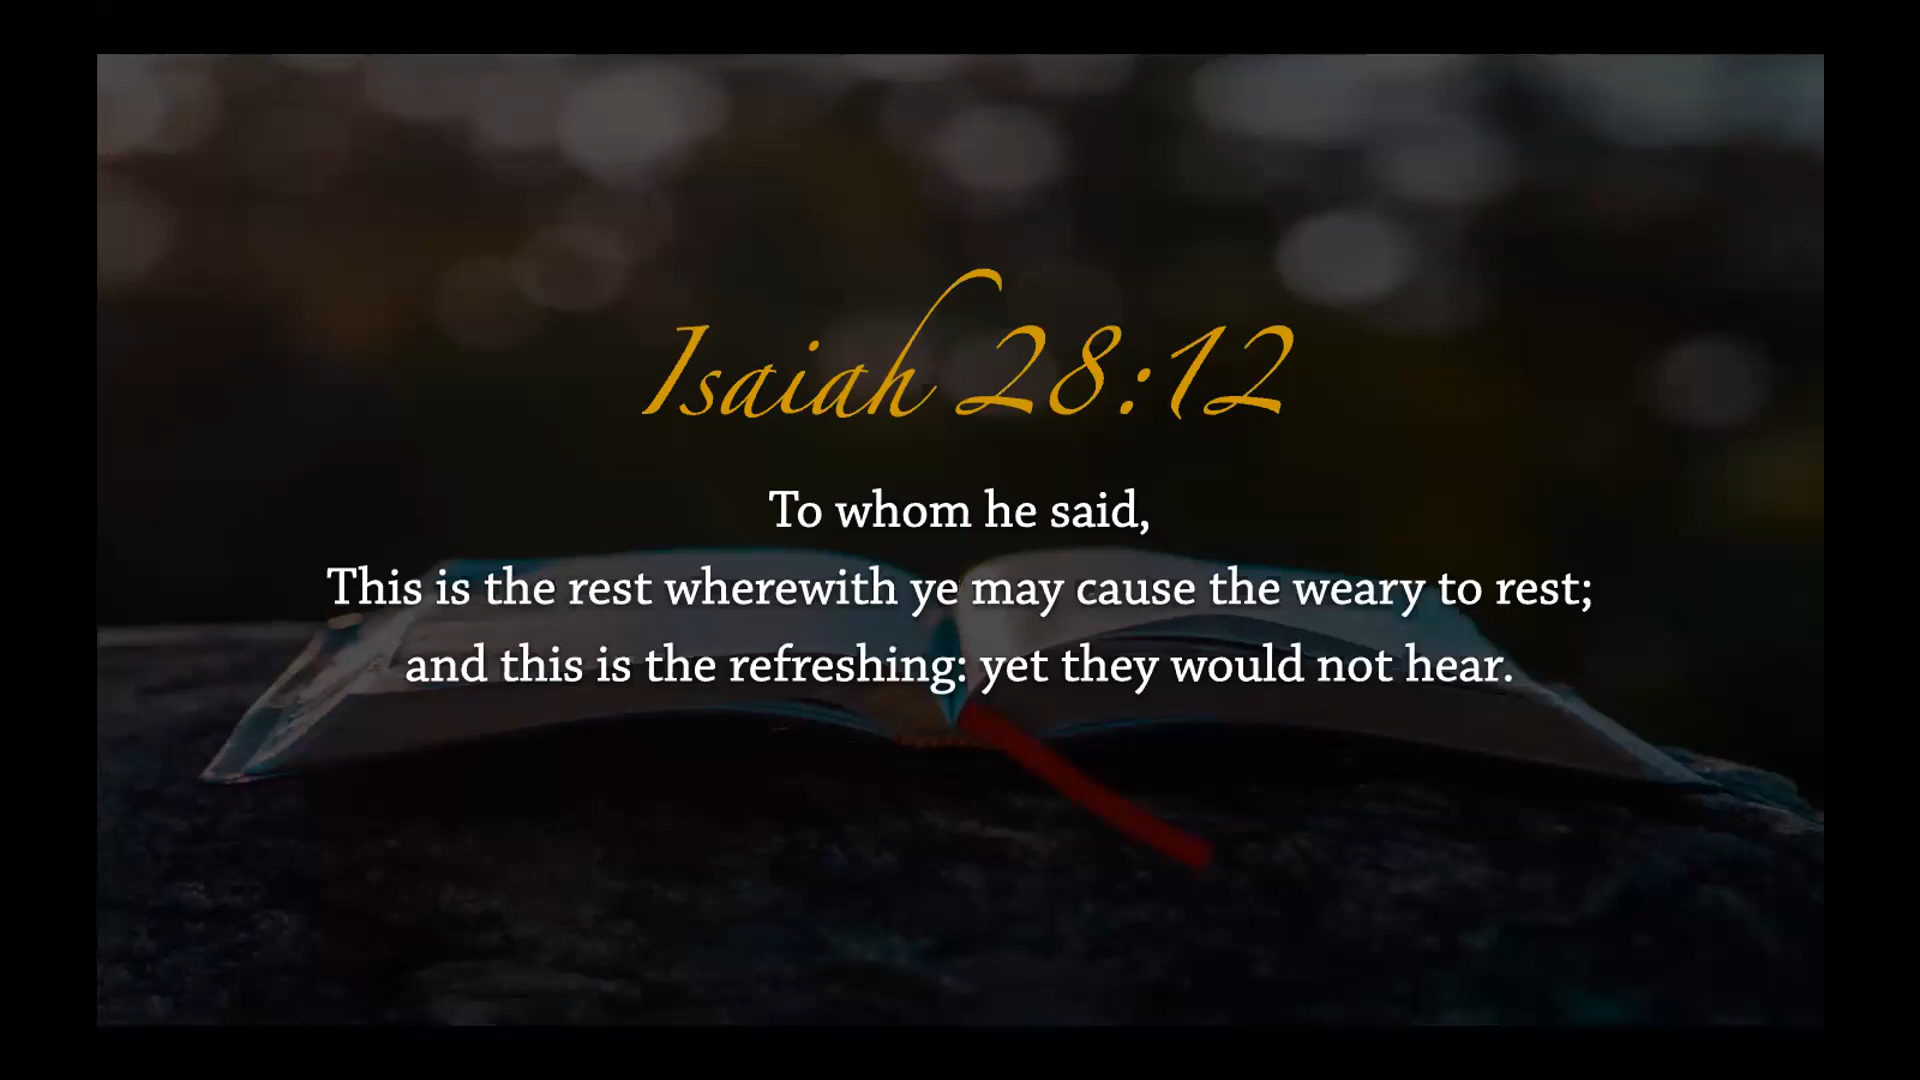 Isaiah 28:12
To whom he said,
This is the rest wherewith ye may cause the weary to rest;
and this is the refreshing: yet they would not hear.